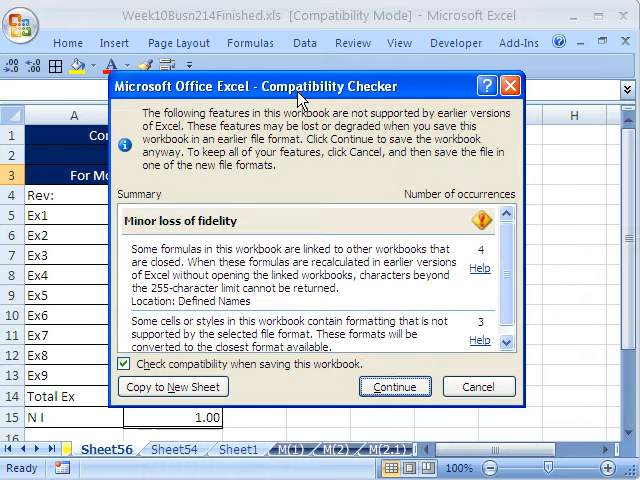 Week10Busn214Finished.xls [Compatibility Mode] - Microsoft Excel
Home Insert Page Layout Formulas Data Review View Developer Add-Ins
Microsoft Office Excel - Compatibility Checker
The following features in this workbook are not supported by earlier versions
of Excel. These features may be lost or degraded when you save this
workbook in an earlier file format. Click Continue to save the workbook
anyway. To keep all of your features, click Cancel, and then save the file in
one of the new file formats.
Summary Number of occurrences
Minor loss of fidelity
Some formulas in this workbook are linked to other workbooks that 4
are closed. When these formulas are recalculated in earlier versions Help
of Excel without opening the linked workbooks, characters beyond
the 255-character limit cannot be returned.
Location: Defined Names
Some cells or styles in this workbook contain formatting that is not 3
supported by the selected file format. These formats will be Help
converted to the closest format available.
Check compatibility when saving this workbook.
Copy to New Sheet Continue Cancel
A H
1 Con
2
3 For Mo
4 Rev:
5 Ex1
6 Ex2
7 Ex3
8 Ex4
9 Ex5
10 Ex6
11 Ex7
12 Ex8
13 Ex9
14 Total Ex
15 N I 1.00
16
Sheet56 Sheet54 Sheet1 M(1) M(2) M(2.1)
Ready 100%